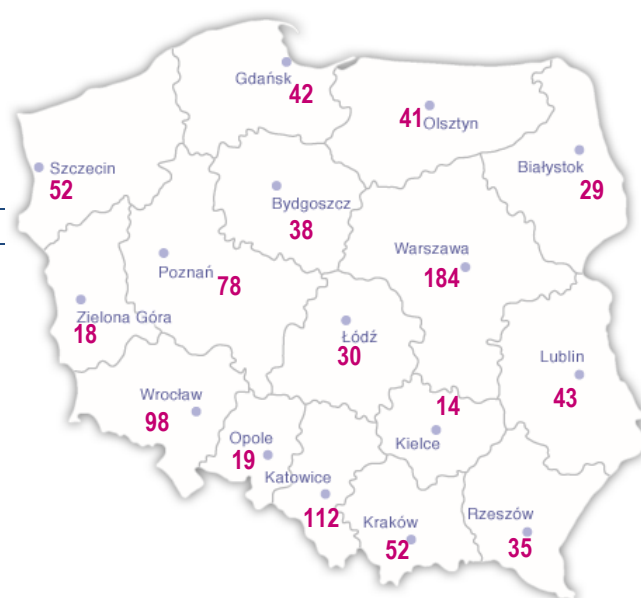 Gdańsk
42
41
Olsztyn
Szczecin
52
Białystok
29
Bydgoszcz
38
Warszawa
184
Poznań
78
Zielona Góra
18
Łódź
30
Lublin
43
Wrocław
98
14
Kielce
Opole
19
Katowice
112
Kraków
52
Rzeszów
35